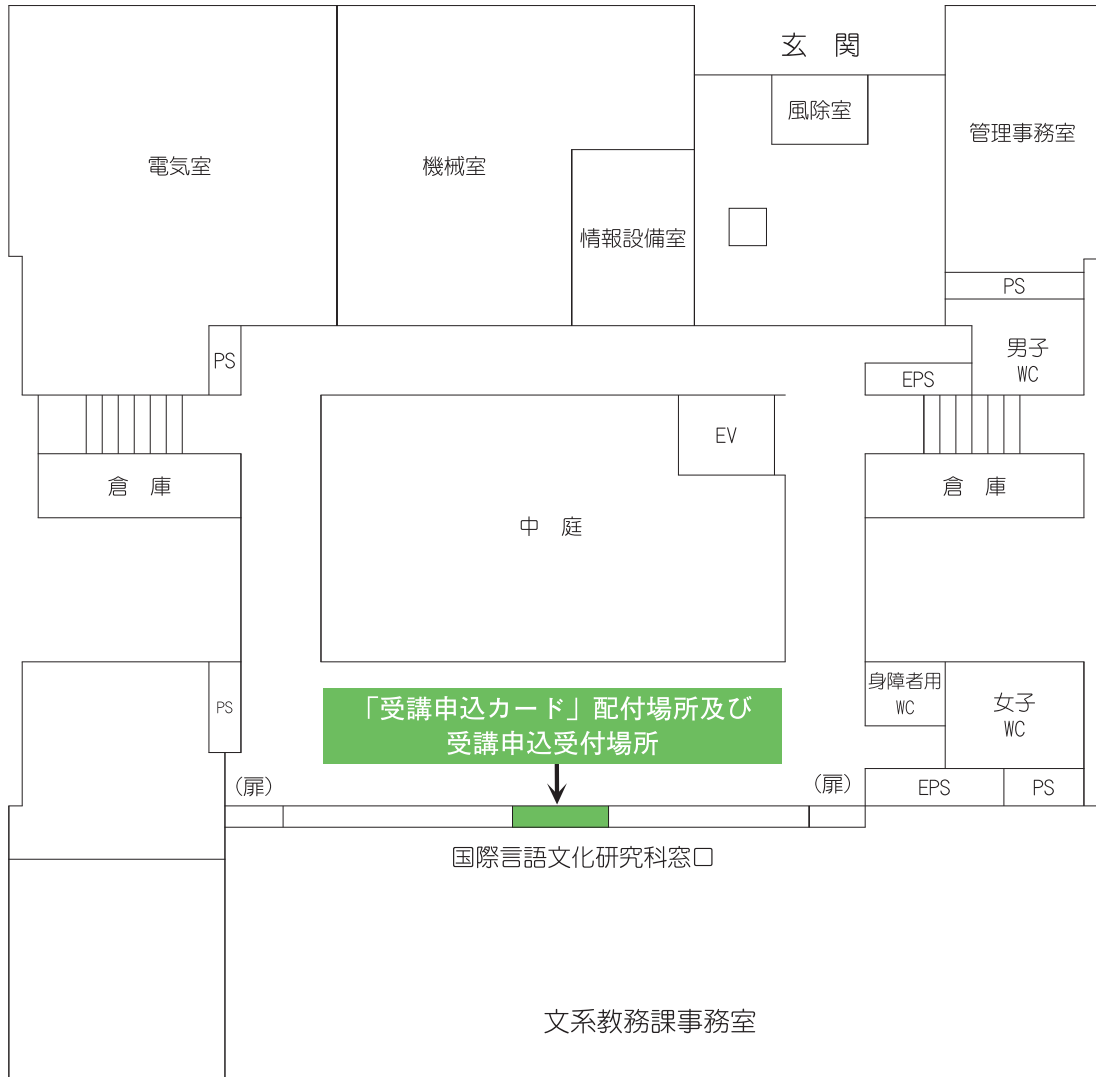 玄 関
風除室
管理事務室
電気室
機械室
情報設備室
PS
男子
WC
PS
EPS
EV
倉 庫
倉 庫
中 庭
身障者用
WC
女子
WC
PS
「受講申込カード」配付場所及び
受講申込受付場所
(扉)
(扉)
EPS
PS
国際言語文化研究科窓口
文系教務課事務室